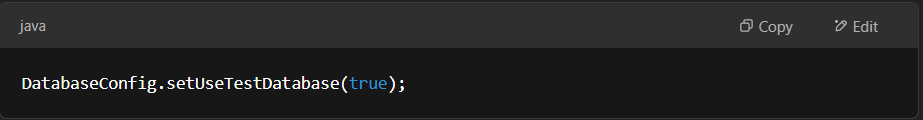 java Copy Edit
DatabaseConfig.setUseTestDatabase(true);